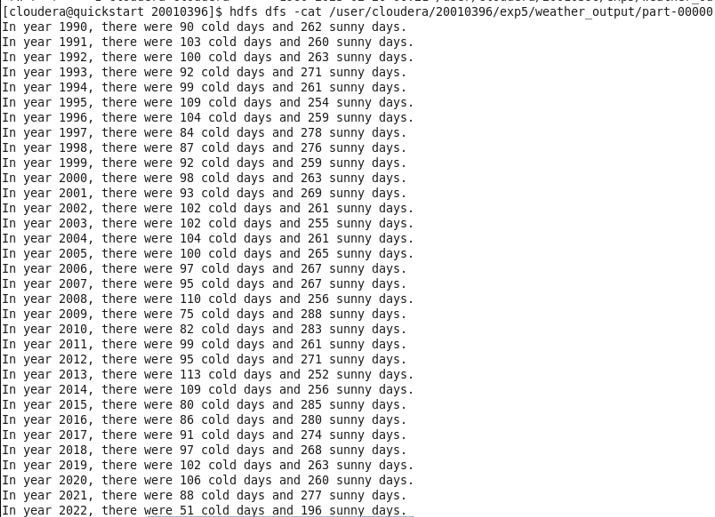 [cloudera@quickstart 20010396]$ hdfs dfs -cat /user/cloudera/20010396/exp5/weather_output/part-00000
In year 1990, there were 90 cold days and 262 sunny days.
In year 1991, there were 103 cold days and 260 sunny days.
In year 1992, there were 100 cold days and 263 sunny days.
In year 1993, there were 92 cold days and 271 sunny days.
In year 1994, there were 99 cold days and 261 sunny days.
In year 1995, there were 109 cold days and 254 sunny days.
In year 1996, there were 104 cold days and 259 sunny days.
In year 1997, there were 84 cold days and 278 sunny days.
In year 1998, there were 87 cold days and 276 sunny days.
In year 1999, there were 92 cold days and 259 sunny days.
In year 2000, there were 98 cold days and 263 sunny days.
In year 2001, there were 93 cold days and 269 sunny days.
In year 2002, there were 102 cold days and 261 sunny days.
In year 2003, there were 102 cold days and 255 sunny days.
In year 2004, there were 104 cold days and 261 sunny days.
In year 2005, there were 100 cold days and 265 sunny days.
In year 2006, there were 97 cold days and 267 sunny days.
In year 2007, there were 95 cold days and 267 sunny days.
In year 2008, there were 110 cold days and 256 sunny days.
In year 2009, there were 75 cold days and 288 sunny days.
In year 2010, there were 82 cold days and 283 sunny days.
In year 2011, there were 99 cold days and 261 sunny days.
In year 2012, there were 95 cold days and 271 sunny days.
In year 2013, there were 113 cold days and 252 sunny days.
In year 2014, there were 109 cold days and 256 sunny days.
In year 2015, there were 80 cold days and 285 sunny days.
In year 2016, there were 86 cold days and 280 sunny days.
In year 2017, there were 91 cold days and 274 sunny days.
In year 2018, there were 97 cold days and 268 sunny days.
In year 2019, there were 102 cold days and 263 sunny days.
In year 2020, there were 106 cold days and 260 sunny days.
In year 2021, there were 88 cold days and 277 sunny days.
In year 2022, there were 51 cold days and 196 sunny days.